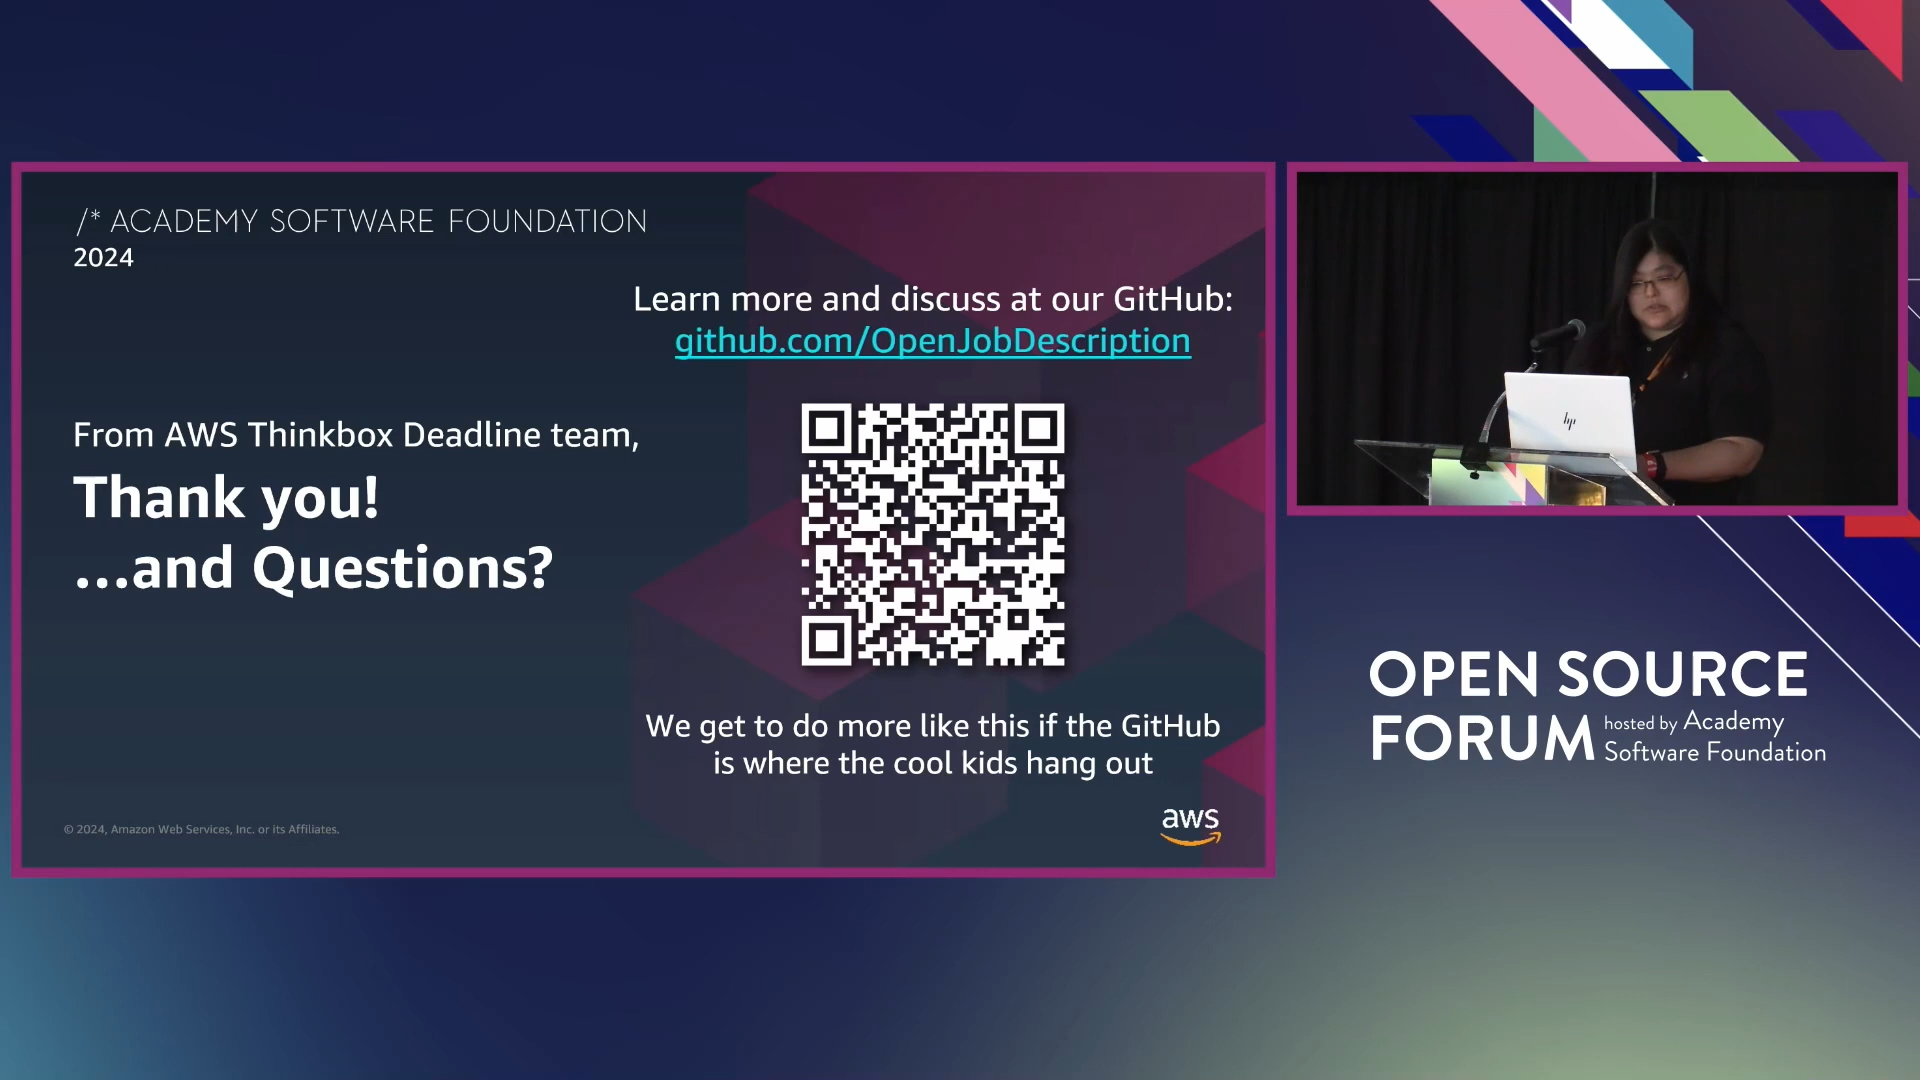 /* ACADEMY SOFTWARE FOUNDATION
2024
Learn more and discuss at our GitHub:
github.com/OpenJobDescription
From AWS Thinkbox Deadline team,
Thank you!
...and Questions?
We get to do more like this if the GitHub
is where the cool kids hang out
© 2024, Amazon Web Services, Inc. or its Affiliates.
aws
hp
OPEN SOURCE
FORUM hosted by Academy
Software Foundation